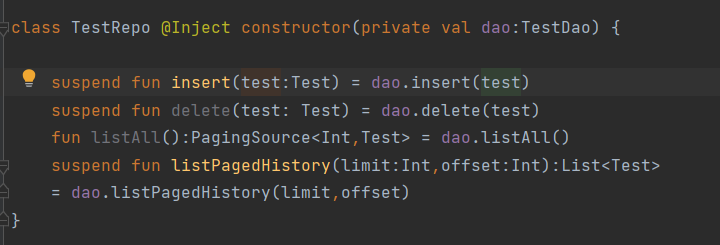 class TestRepo @Inject constructor(private val dao:TestDao) {
suspend fun insert(test:Test) = dao.insert(test)
suspend fun delete(test: Test) = dao.delete(test)
fun listAll():PagingSource<Int,Test> = dao.listAll()
suspend fun listPagedHistory(limit:Int,offset:Int):List<Test>
= dao.listPagedHistory(limit,offset)
}